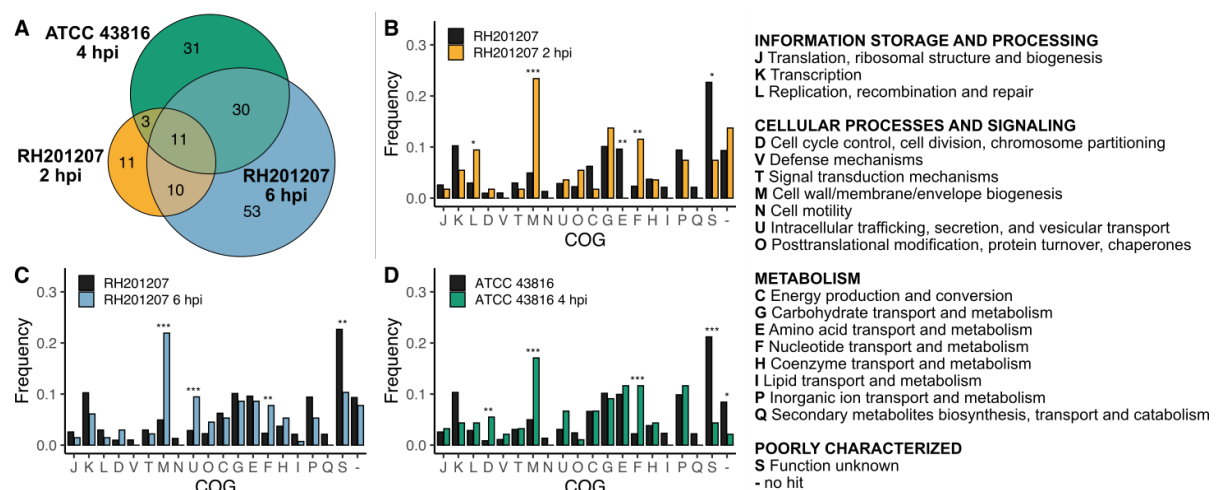 A
ATCC 43816
4 hpi
31
30
3
11
11
10
53
RH201207
2 hpi
RH201207
6 hpi
B
RH201207
RH201207 2 hpi
Frequency
0.3
0.2
0.1
0.0
*
***
**
**
*
J K L D V T M N U O C G E F H I P Q S -
COG
C
RH201207
RH201207 6 hpi
Frequency
0.3
0.2
0.1
0.0
***
***
**
**
J K L D V T M N U O C G E F H I P Q S -
COG
D
ATCC 43816
ATCC 43816 4 hpi
Frequency
0.3
0.2
0.1
0.0
**
***
***
***
*
J K L D V T M N U O C G E F H I P Q S -
COG
INFORMATION STORAGE AND PROCESSING
J Translation, ribosomal structure and biogenesis
K Transcription
L Replication, recombination and repair
CELLULAR PROCESSES AND SIGNALING
D Cell cycle control, cell division, chromosome partitioning
V Defense mechanisms
T Signal transduction mechanisms
M Cell wall/membrane/envelope biogenesis
N Cell motility
U Intracellular trafficking, secretion, and vesicular transport
O Posttranslational modification, protein turnover, chaperones
METABOLISM
C Energy production and conversion
G Carbohydrate transport and metabolism
E Amino acid transport and metabolism
F Nucleotide transport and metabolism
H Coenzyme transport and metabolism
I Lipid transport and metabolism
P Inorganic ion transport and metabolism
Q Secondary metabolites biosynthesis, transport and catabolism
POORLY CHARACTERIZED
S Function unknown
- no hit